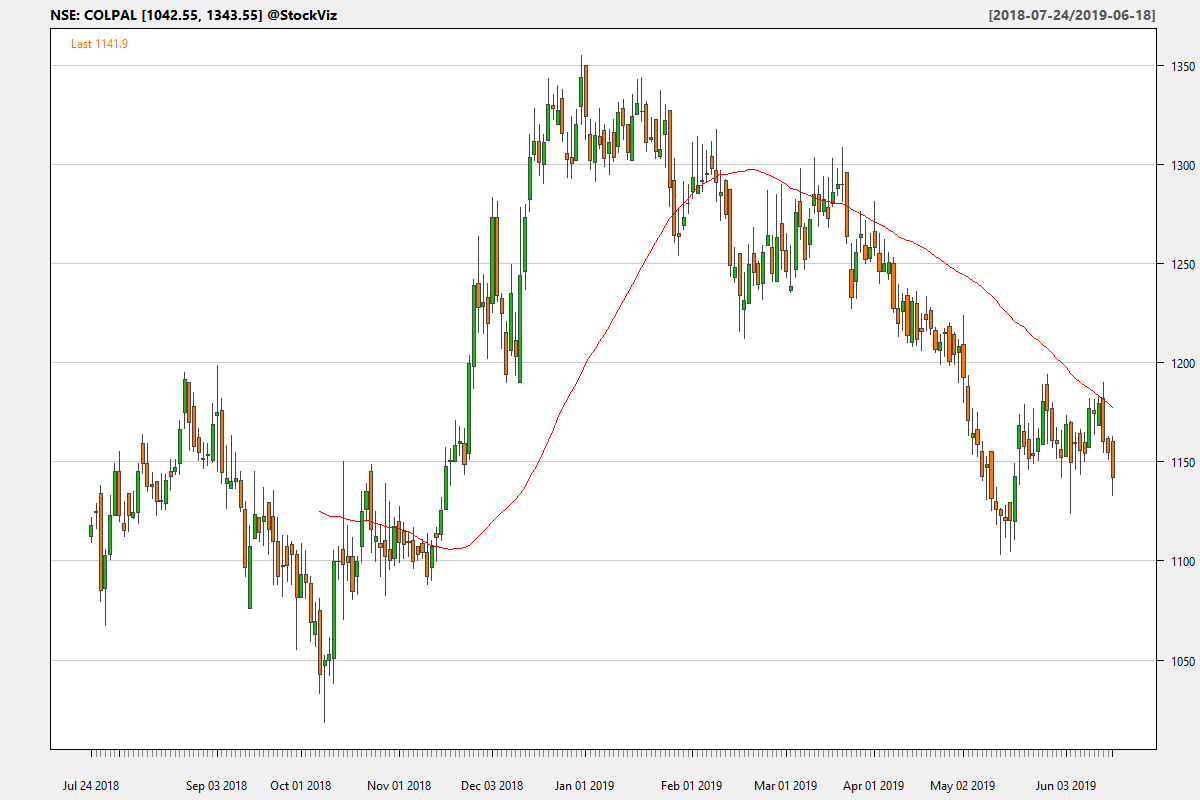 NSE: COLPAL [1042.55, 1343.55] @StockViz
[2018-07-24/2019-06-18]
Last 1141.9
1350
1300
1250
1200
1150
1100
1050
Jul 24 2018 Sep 03 2018 Oct 01 2018 Nov 01 2018 Dec 03 2018 Jan 01 2019 Feb 01 2019 Mar 01 2019 Apr 01 2019 May 02 2019 Jun 03 2019